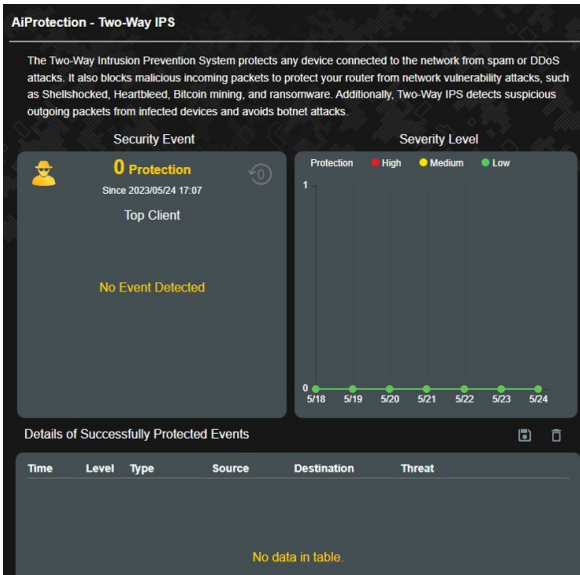 AiProtection - Two-Way IPS
The Two-Way Intrusion Prevention System protects any device connected to the network from spam or DDoS
attacks. It also blocks malicious incoming packets to protect your router from network vulnerability attacks, such
as Shellshocked, Heartbleed, Bitcoin mining, and ransomware. Additionally, Two-Way IPS detects suspicious
outgoing packets from infected devices and avoids botnet attacks.
Security Event
0 Protection
0
Since 2023/05/24 17:07
Top Client
No Event Detected
Severity Level
Protection High Medium Low
1
0
5/18 5/19 5/20 5/21 5/22 5/23 5/24
Details of Successfully Protected Events
Time Level Type Source Destination Threat
No data in table.